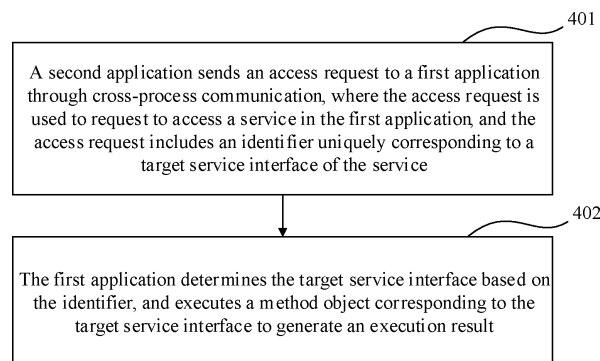 401
A second application sends an access request to a first application
through cross-process communication, where the access request is
used to request to access a service in the first application, and the
access request includes an identifier uniquely corresponding to a
target service interface of the service
402
The first application determines the target service interface based on
the identifier, and executes a method object corresponding to the
target service interface to generate an execution result